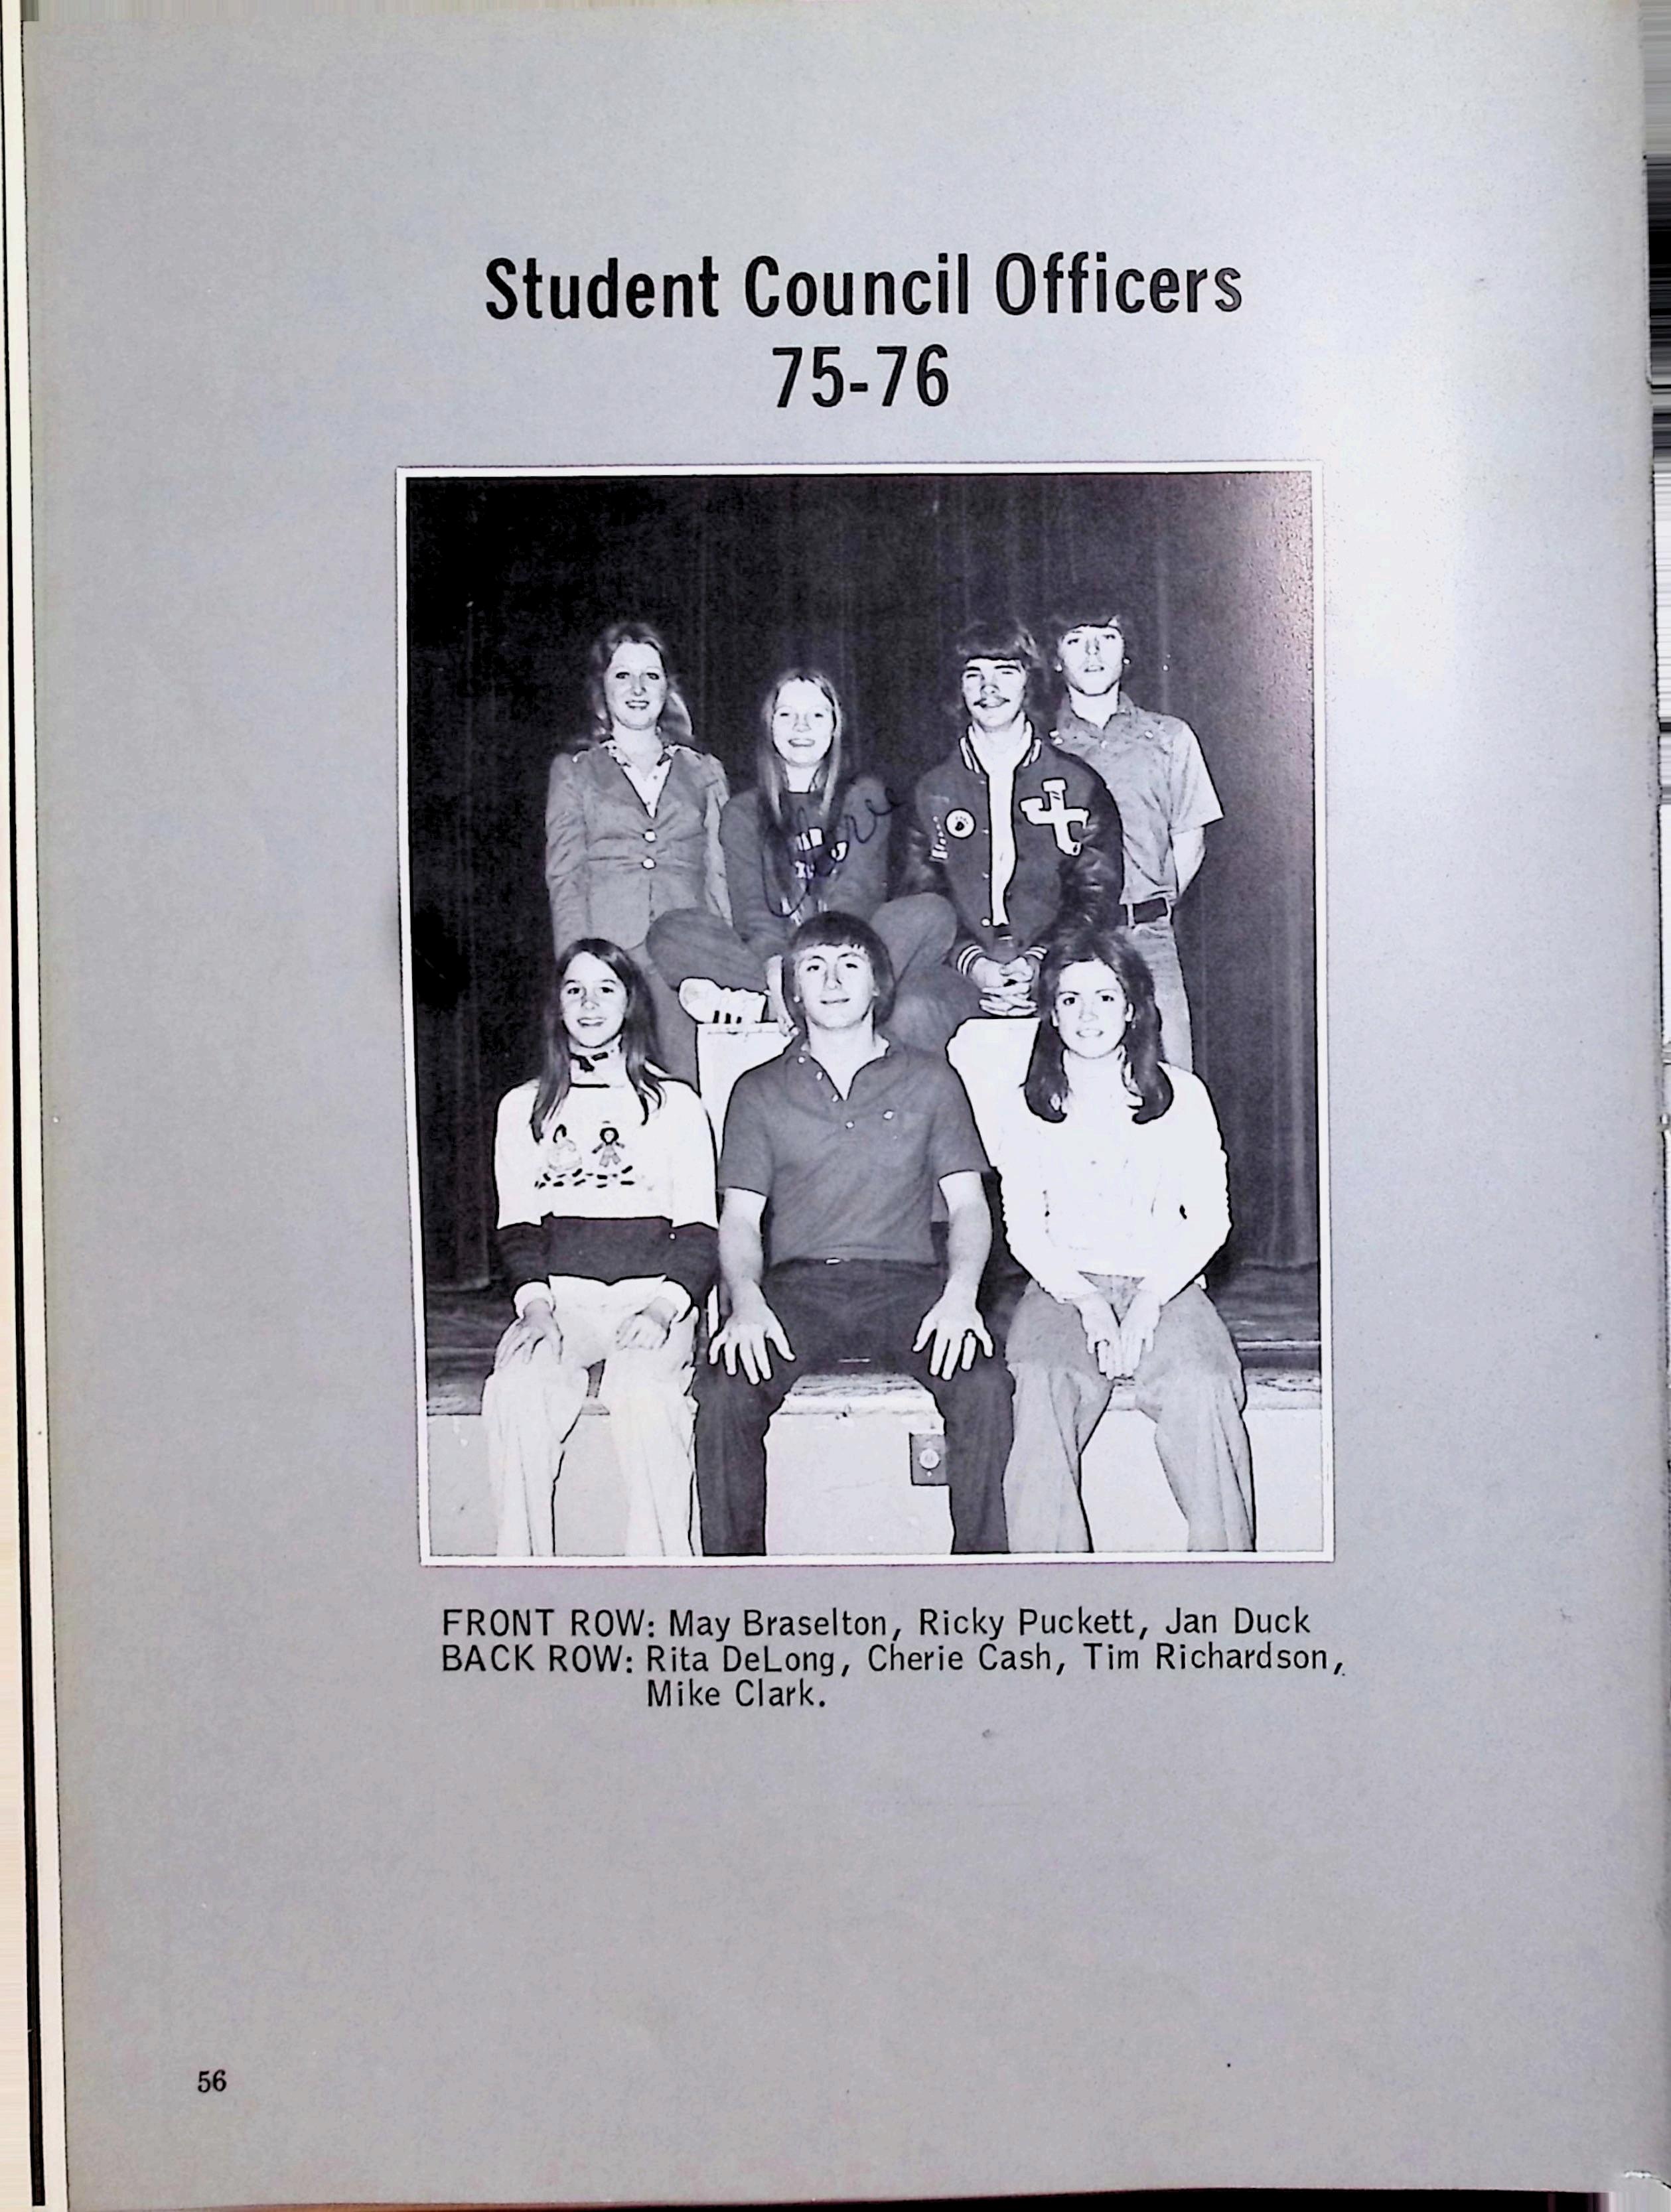 Student Council Officers
75-76
Cherie
FRONT ROW: May Braselton, Ricky Puckett, Jan Duck
BACK ROW: Rita DeLong, Cherie Cash, Tim Richardson,
Mike Clark.
56